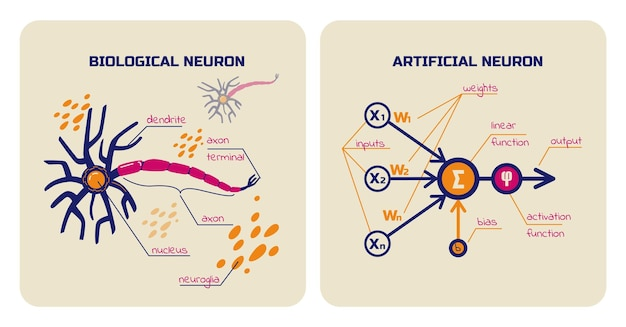 BIOLOGICAL NEURON
dendrite
axon
terminal
axon
nucleus
neuroglia
ARTIFICIAL NEURON
weights
X1
W1
linear
function
inputs
output
X2
W2
Σ
φ
Wn
Xn
bias
activation
function
b